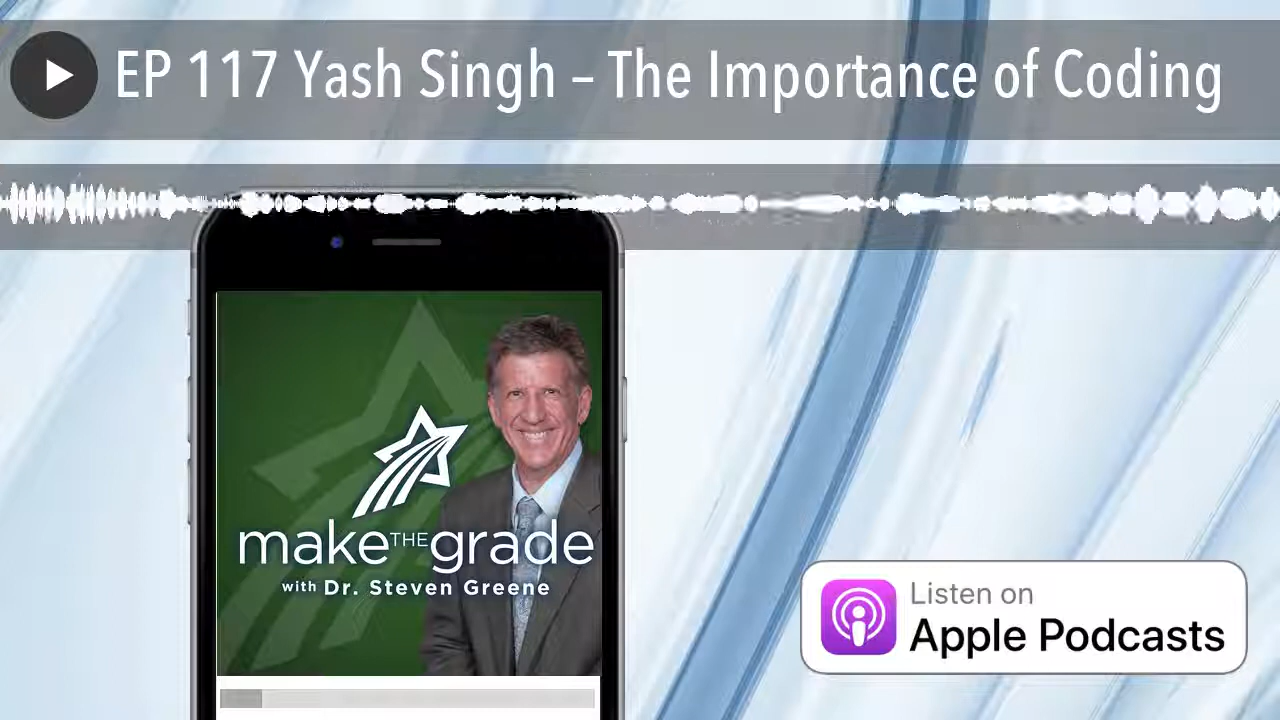 EP 117 Yash Singh – The Importance of Coding
make THE grade
with Dr. Steven Greene
Listen on
Apple Podcasts